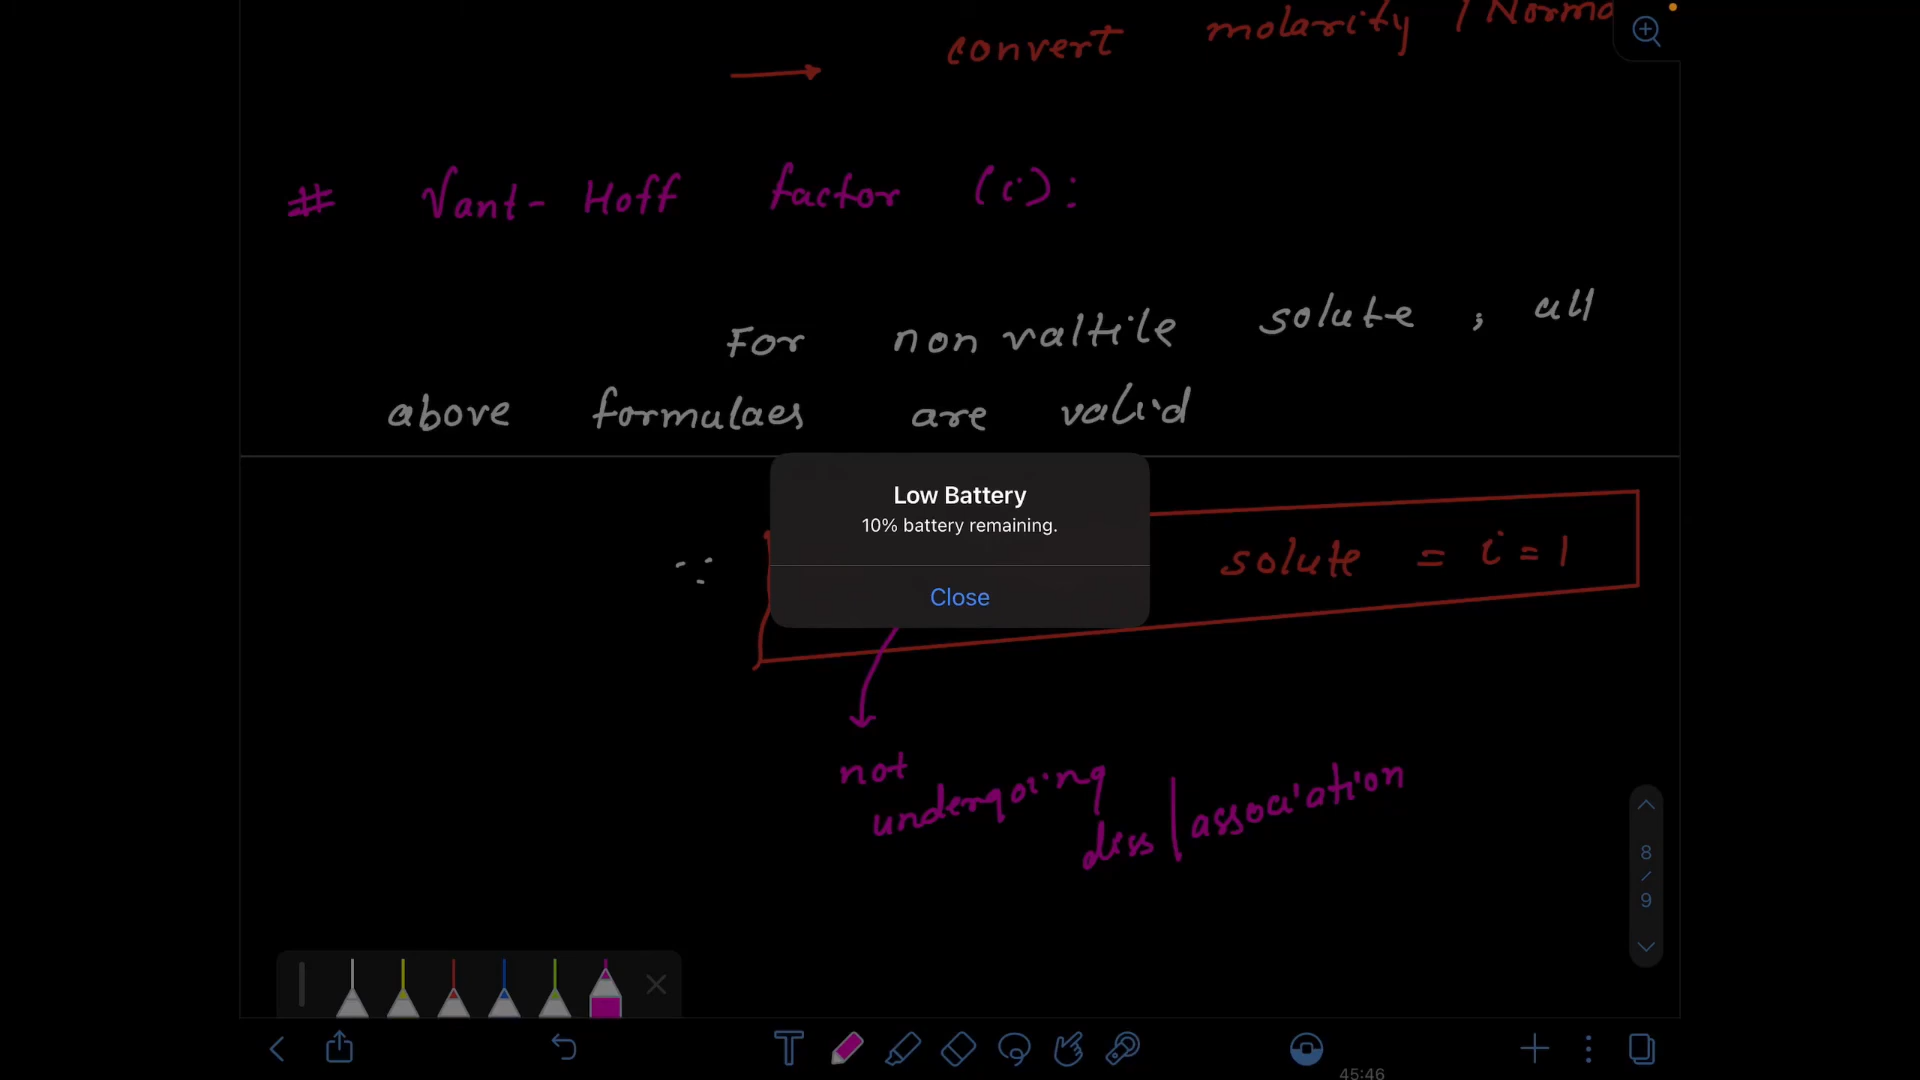 → convert molarity / Norma
# Vant-Hoff factor (i):
For non valtile solute, all
above formulaes are valid
Low Battery
10% battery remaining.
Close
∵ solute = i = 1
not
undergoing
diss | association
8
/
9
T
45:46